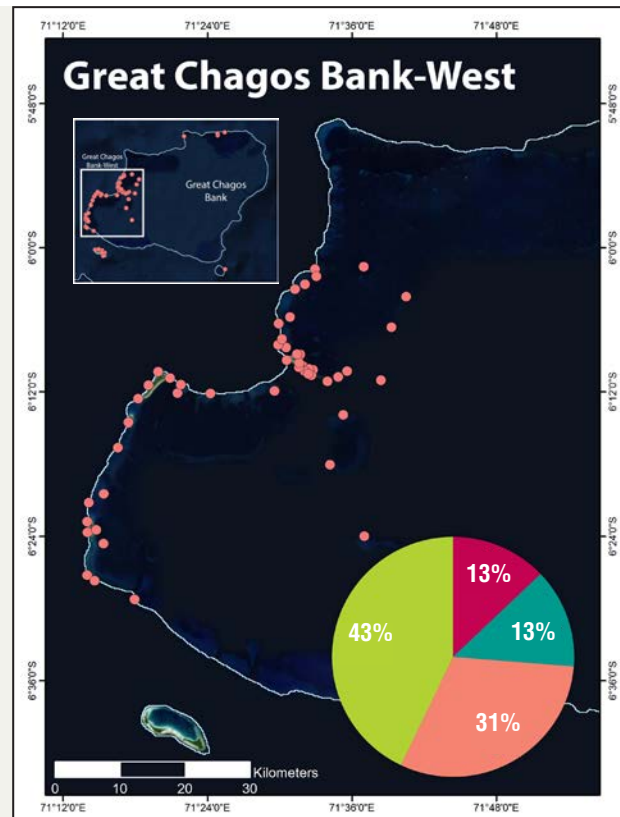 71°12'0"E 71°24'0"E 71°36'0"E 71°48'0"E
Great Chagos Bank-West
5°48'0"S 5°48'0"S
Great Chagos
Bank-West
Great Chagos
Bank
6°0'0"S 6°0'0"S
6°12'0"S 6°12'0"S
6°24'0"S 6°24'0"S
13%
43% 13%
31%
6°36'0"S 6°36'0"S
Kilometers
0 10 20 30
71°12'0"E 71°24'0"E 71°36'0"E 71°48'0"E